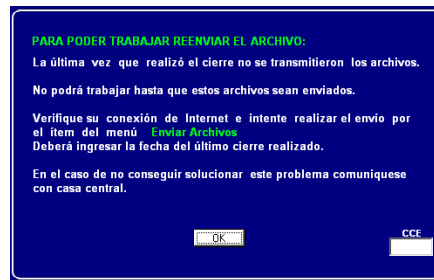 PARA PODER TRABAJAR REENVIAR EL ARCHIVO:
La última vez que realizó el cierre no se transmitieron los archivos.
No podrá trabajar hasta que estos archivos sean enviados.
Verifique su conexión de Internet e intente realizar el envío por
el ítem del menú Enviar Archivos
Deberá ingresar la fecha del último cierre realizado.
En el caso de no conseguir solucionar este problema comuniquese
con casa central.
OK
CCE